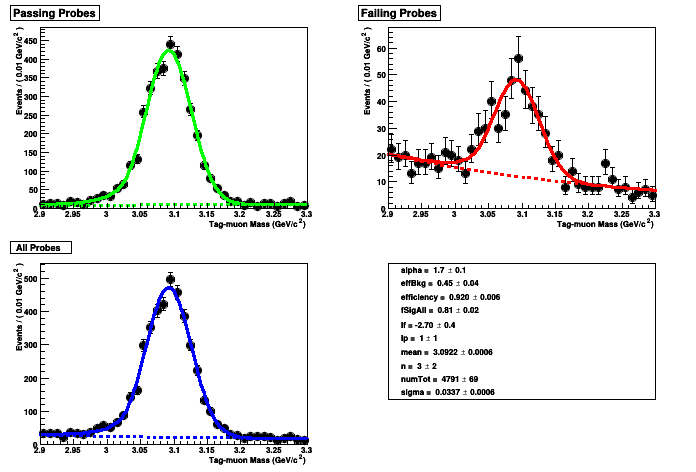 Passing Probes
Events / ( 0.01 GeV/c² )
450
400
350
300
250
200
150
100
50
2.9 2.95 3 3.05 3.1 3.15 3.2 3.25 3.3
Tag-muon Mass (GeV/c²)
Failing Probes
Events / ( 0.01 GeV/c² )
60
50
40
30
20
10
0
2.9 2.95 3 3.05 3.1 3.15 3.2 3.25 3.3
Tag-muon Mass (GeV/c²)
All Probes
Events / ( 0.01 GeV/c² )
500
400
300
200
100
0
2.9 2.95 3 3.05 3.1 3.15 3.2 3.25 3.3
Tag-muon Mass (GeV/c²)
alpha = 1.7 ± 0.1
effBkg = 0.45 ± 0.04
efficiency = 0.920 ± 0.006
fSigAll = 0.81 ± 0.02
lf = -2.70 ± 0.4
lp = 1 ± 1
mean = 3.0922 ± 0.0006
n = 3 ± 2
numTot = 4791 ± 69
sigma = 0.0337 ± 0.0006